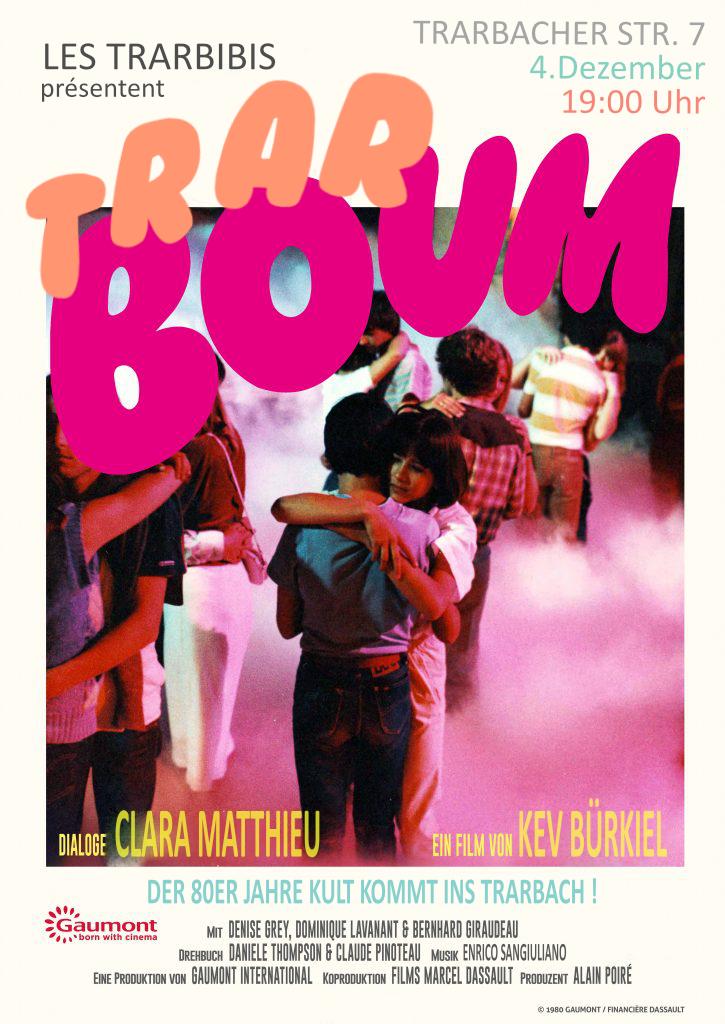 LES TRARBIBIS
présentent
TRARBACHER STR. 7
4.Dezember
19:00 Uhr
TRAR
BOUM
DIALOGE CLARA MATTHIEU
EIN FILM VON KEV BÜRKIEL
DER 80ER JAHRE KULT KOMMT INS TRARBACH !
Gaumont
born with cinema
MIT DENISE GREY, DOMINIQUE LAVANANT & BERNHARD GIRAUDEAU
DREHBUCH DANIELE THOMPSON & CLAUDE PINOTEAU MUSIK ENRICO SANGIULIANO
EINE PRODUKTION VON GAUMONT INTERNATIONAL KOPRODUKTION FILMS MARCEL DASSAULT PRODUZENT ALAIN POIRÉ
© 1980 GAUMONT / FINANCIÈRE DASSAULT